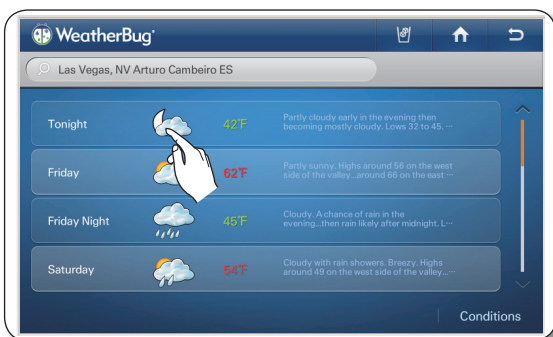 WeatherBug®
Las Vegas, NV Arturo Cambeiro ES
Tonight
42°F
Partly cloudy early in the evening then
becoming mostly cloudy. Lows 32 to 45. ···
Friday
62°F
Partly sunny. Highs around 56 on the west
side of the valley...around 66 on the east ···
Friday Night
45°F
Cloudy. A chance of rain in the
evening...then rain likely after midnight. L···
Saturday
54°F
Cloudy with rain showers. Breezy. Highs
around 49 on the west side of the valley...···
Conditions